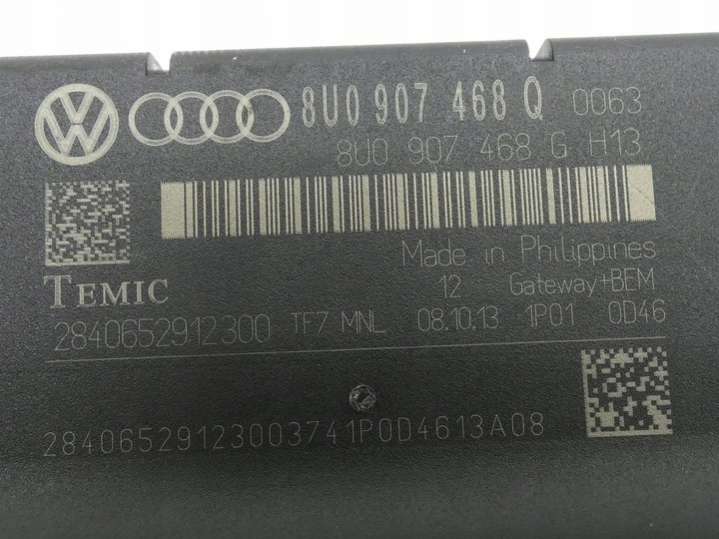 8U0 907 468 Q 0063
8U0 907 468 G H13
Made in Philippines
TEMIC 12 Gateway+BEM
2840652912300 TF7 MNL 08.10.13 1P01 0D46
28406529123003741P0D4613A08